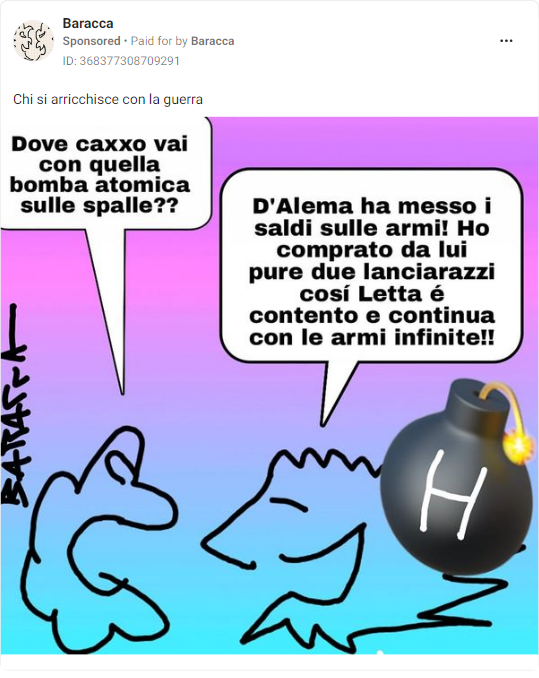 Baracca
Sponsored • Paid for by Baracca
ID: 368377308709291
Chi si arricchisce con la guerra
Dove caxxo vai
con quella
bomba atomica
sulle spalle??
D'Alema ha messo i
saldi sulle armi! Ho
comprato da lui
pure due lanciarazzi
cosí Letta é
contento e continua
con le armi infinite!!
BARACCA
H